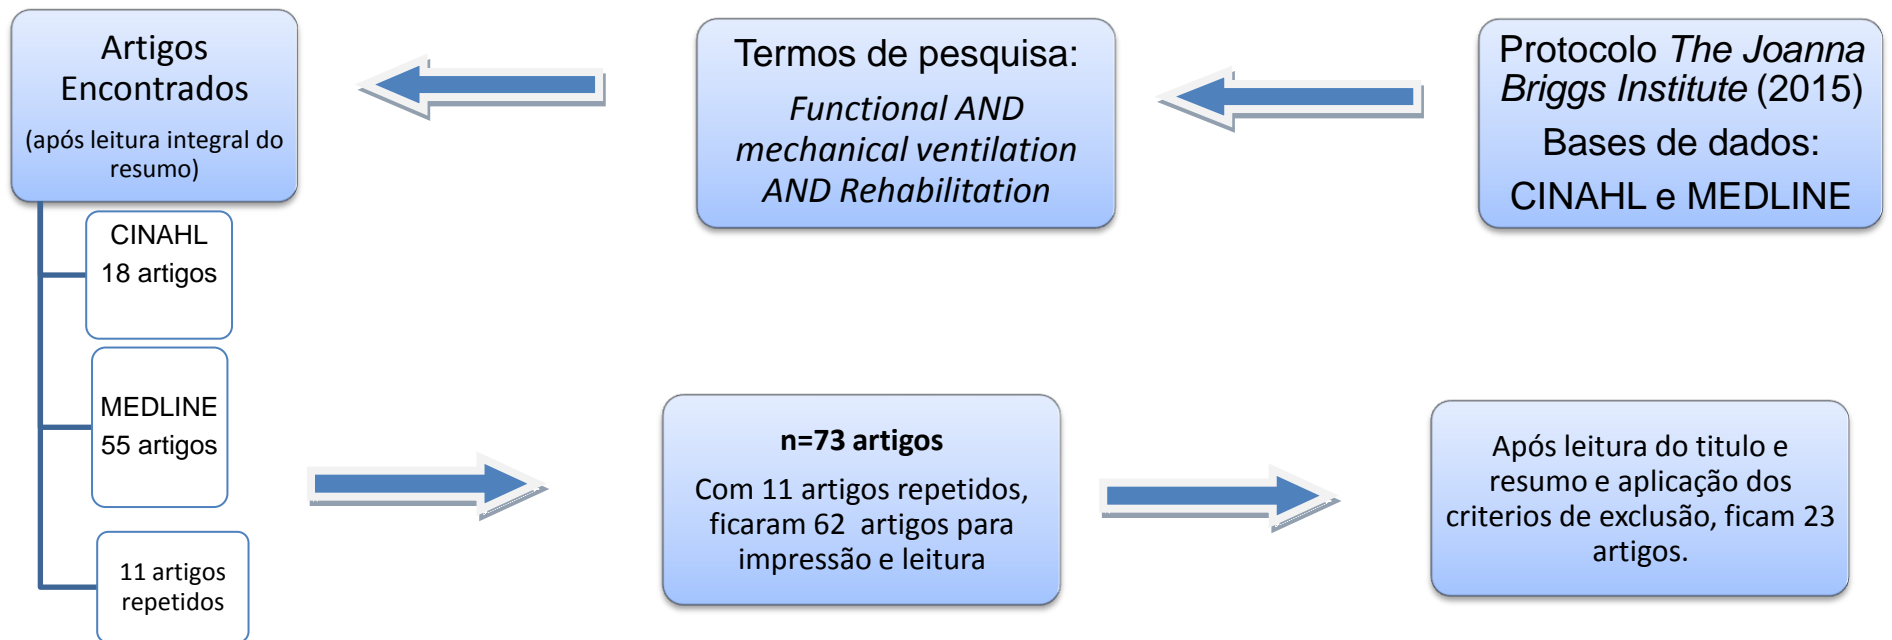 Artigos
Encontrados
(após leitura integral do
resumo)
CINAHL
18 artigos
MEDLINE
55 artigos
11 artigos
repetidos
Termos de pesquisa:
Functional AND
mechanical ventilation
AND Rehabilitation
Protocolo The Joanna
Briggs Institute (2015)
Bases de dados:
CINAHL e MEDLINE
n=73 artigos
Com 11 artigos repetidos,
ficaram 62 artigos para
impressão e leitura
Após leitura do titulo e
resumo e aplicação dos
criterios de exclusão, ficam 23
artigos.